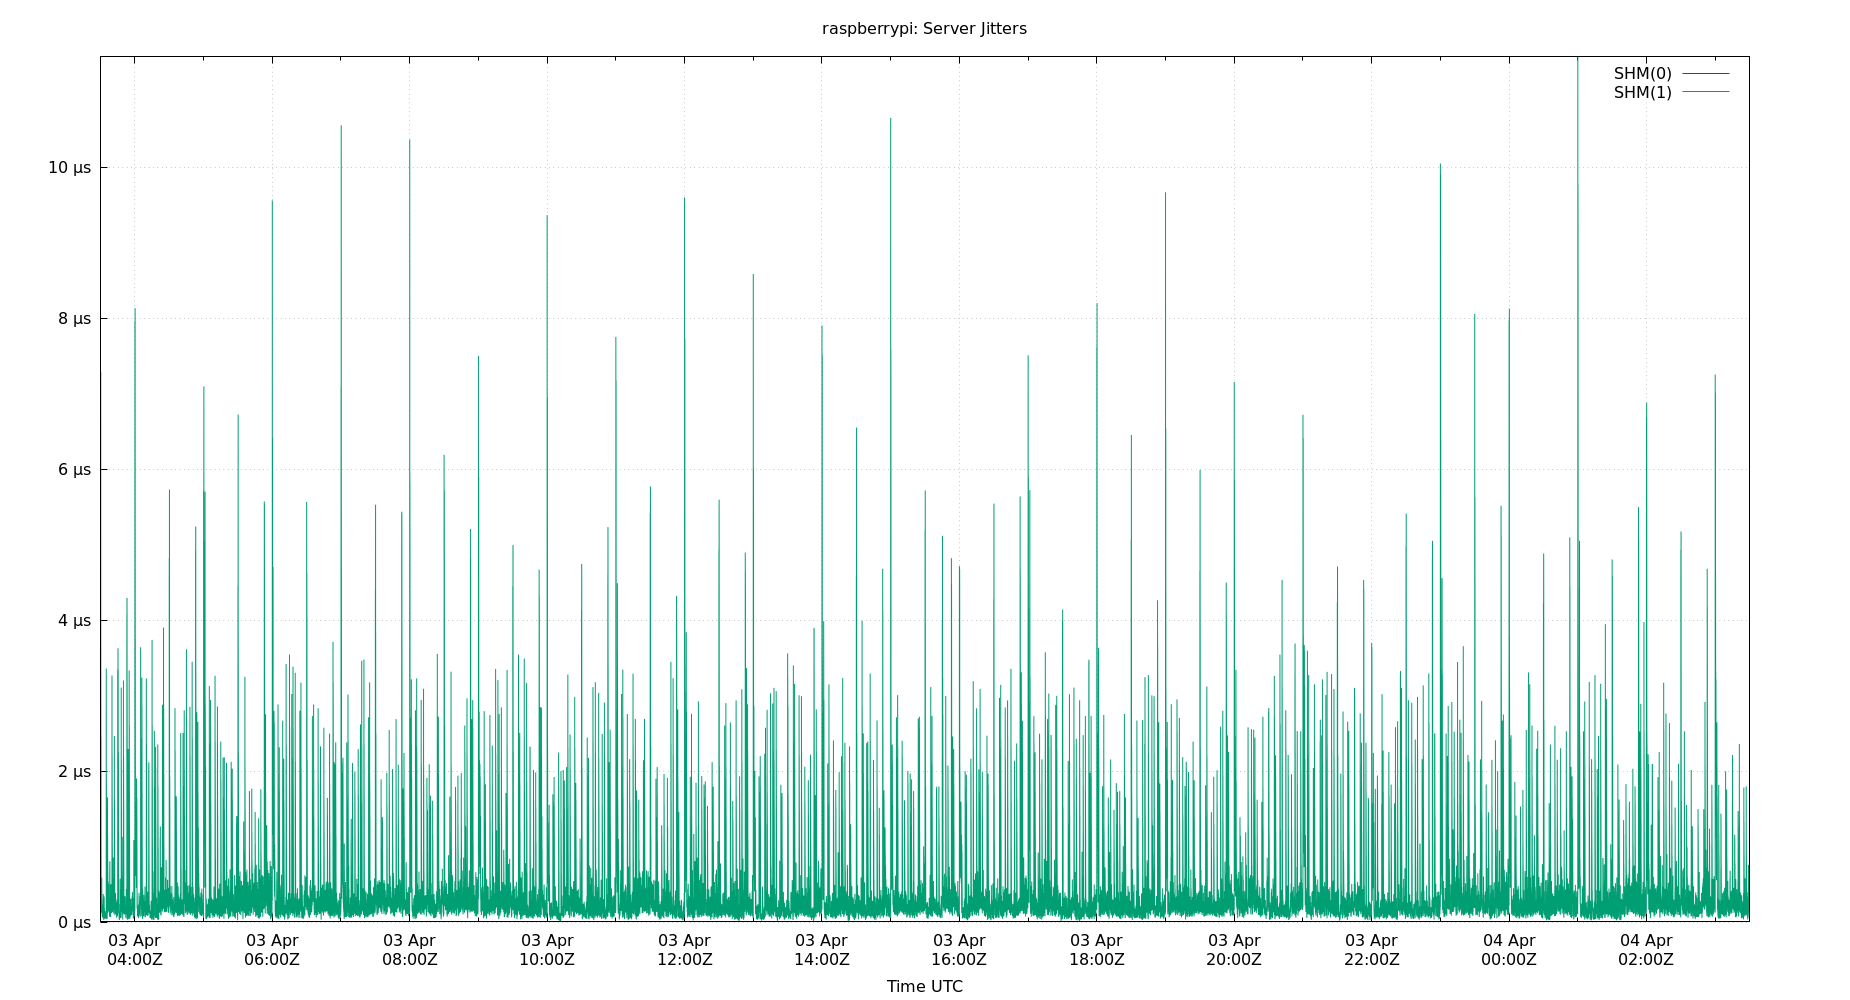 raspberrypi: Server Jitters
SHM(0)
SHM(1)
10 µs
8 µs
6 µs
4 µs
2 µs
0 µs
03 Apr 03 Apr 03 Apr 03 Apr 03 Apr 03 Apr 03 Apr 03 Apr 03 Apr 03 Apr 04 Apr 04 Apr
04:00Z 06:00Z 08:00Z 10:00Z 12:00Z 14:00Z 16:00Z 18:00Z 20:00Z 22:00Z 00:00Z 02:00Z
Time UTC